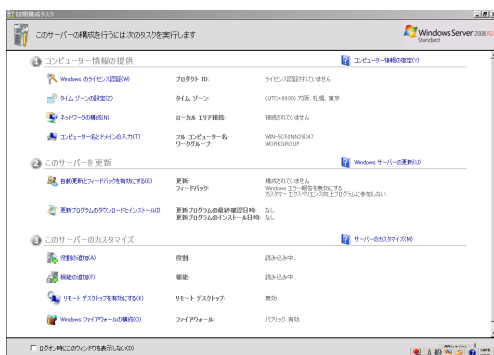 初期構成タスク
このサーバーの構成を行うには次のタスクを実行します
Windows Server 2008 R2
Standard
1 コンピューター情報の提供
コンピューター情報の指定(Y)
Windows のライセンス認証(W)
プロダクト ID:
ライセンス認証されていません
タイム ゾーンの設定(Z)
タイム ゾーン:
(UTC+09:00) 大阪、札幌、東京
ネットワークの構成(N)
ローカル エリア接続:
接続されていません
コンピューター名とドメインの入力(T)
フル コンピューター名:
ワークグループ:
WORKGROUP
2 このサーバーを更新
Windows サーバーの更新(U)
自動更新とフィードバックを有効にする(E)
更新:
フィードバック:
構成されていません
Windows エラー報告を無効にする
カスタマー エクスペリエンス向上プログラムに参加しない
更新プログラムのダウンロードとインストール(I)
更新プログラムの最終確認日時: なし
更新プログラムのインストール日時: なし
3 このサーバーのカスタマイズ
サーバーのカスタマイズ(M)
役割の追加(A)
役割:
読み込み中...
機能の追加(F)
機能:
読み込み中...
リモート デスクトップを有効にする(K)
リモート デスクトップ:
無効
Windows ファイアウォールの構成(O)
ファイアウォール:
パブリック: 有効
ログオン時にこのウィンドウを表示しない(D)